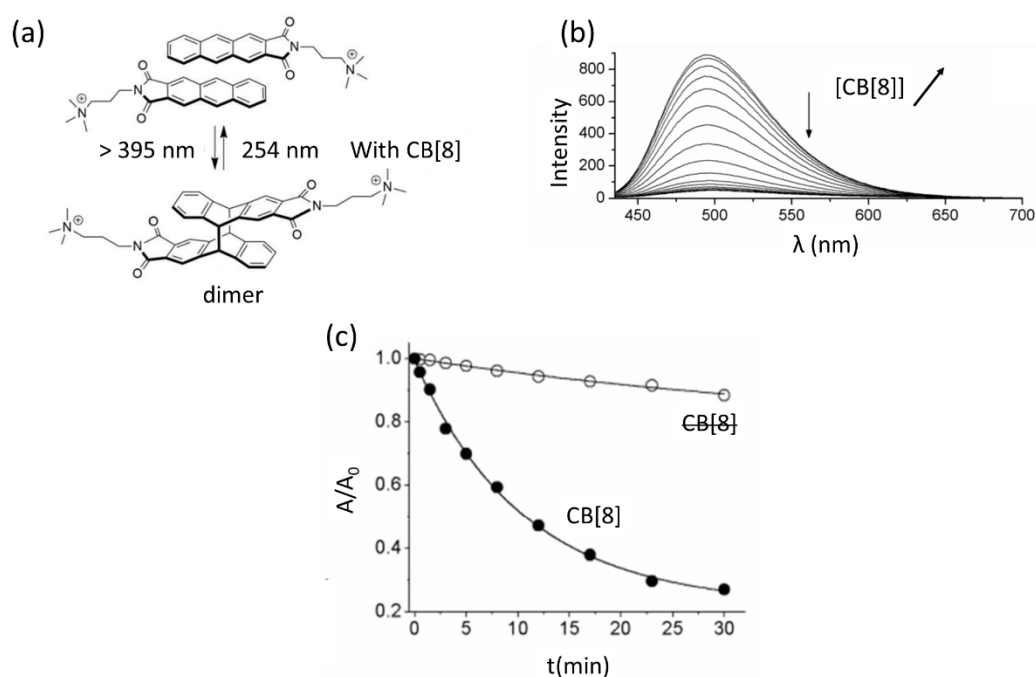 (a)
O
N
N⊕
O
O
N
⊕N
O
> 395 nm
254 nm
With CB[8]
O
N
N⊕
O
O
⊕N
N
O
dimer
(b)
800
600
400
200
0
Intensity
[CB[8]]
450
500
550
600
650
700
λ (nm)
(c)
1.0
0.8
0.6
0.4
0.2
A/A0
CB[8]
CB[8]
0
5
10
15
20
25
30
t(min)